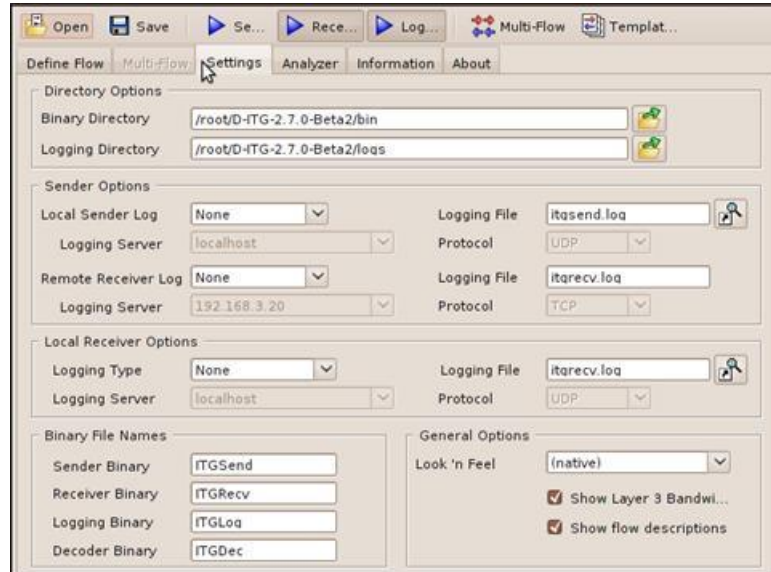 Open Save Se... Rece... Log... Multi-Flow Templat...
Define Flow Multi-Flow Settings Analyzer Information About
Directory Options
Binary Directory /root/D-ITG-2.7.0-Beta2/bin
Logging Directory /root/D-ITG-2.7.0-Beta2/logs
Sender Options
Local Sender Log None Logging File itgsend.log
Logging Server localhost Protocol UDP
Remote Receiver Log None Logging File itgrecv.log
Logging Server 192.168.3.20 Protocol TCP
Local Receiver Options
Logging Type None Logging File itgrecv.log
Logging Server localhost Protocol UDP
Binary File Names
Sender Binary ITGSend
Receiver Binary ITGRecv
Logging Binary ITGLog
Decoder Binary ITGDec
General Options
Look 'n Feel (native)
Show Layer 3 Bandwi...
Show flow descriptions